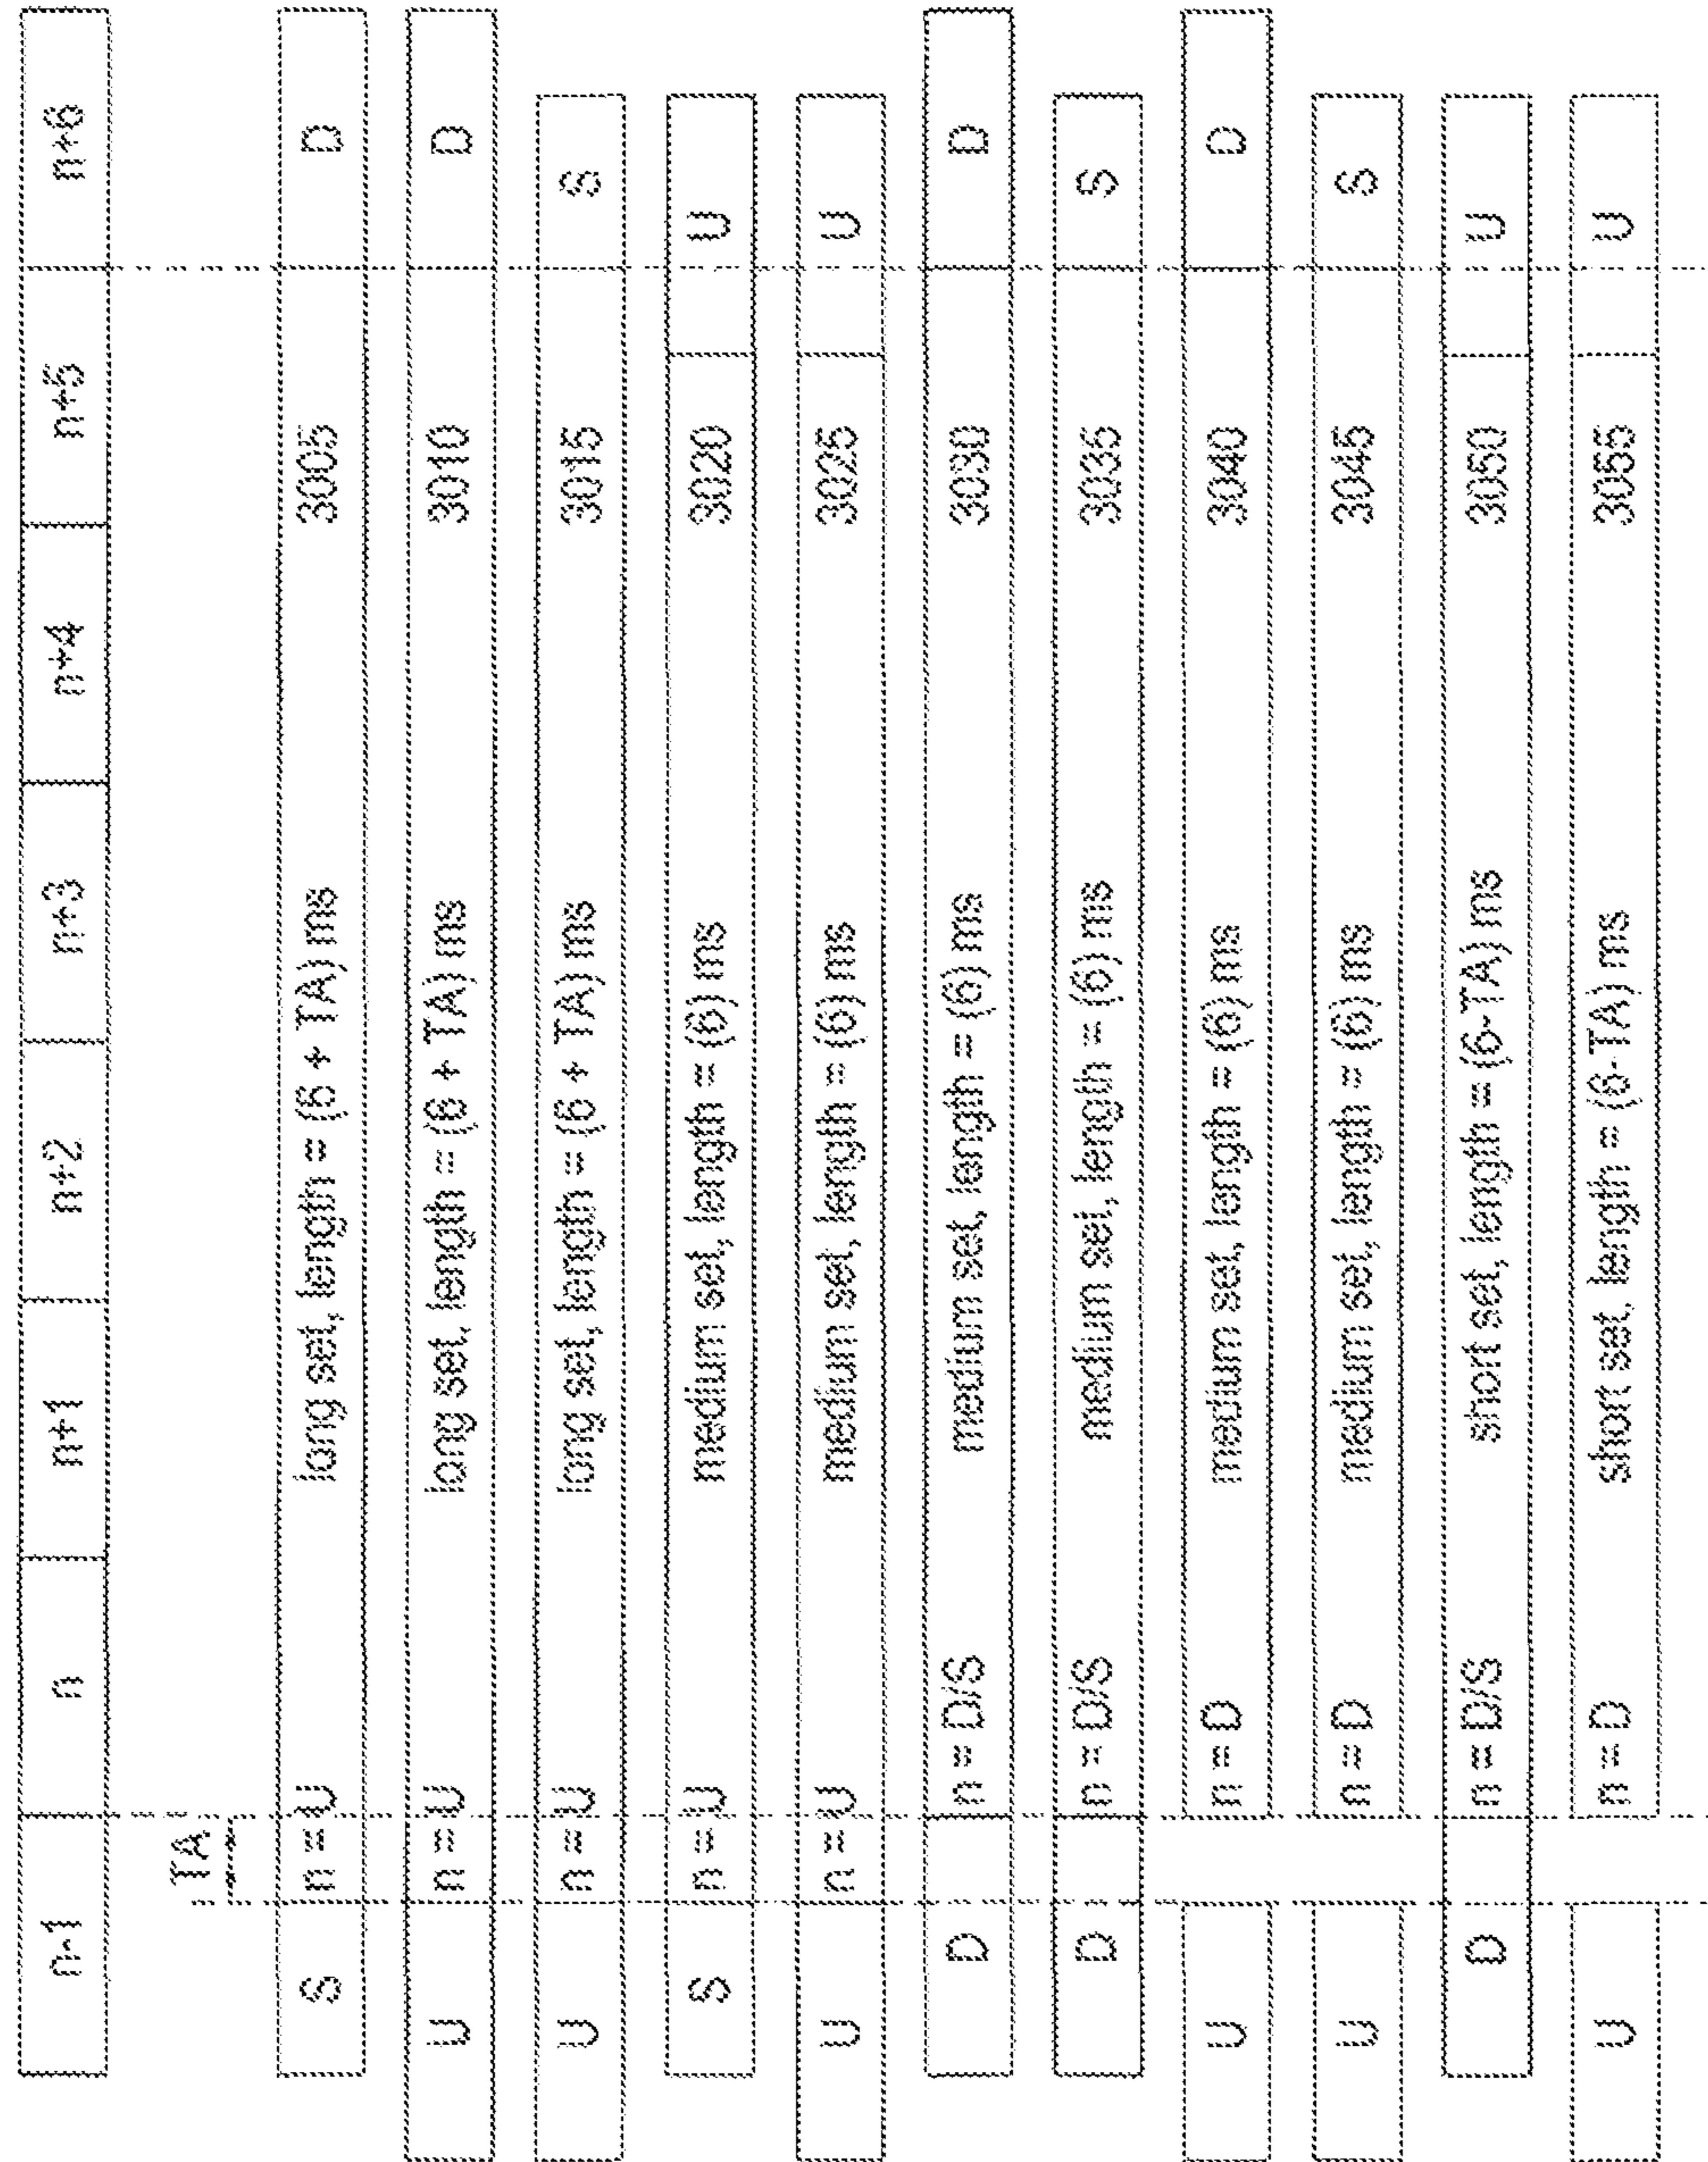 n-1 n n+1 n+2 n+3 n+4 n+5 n+6
TA
S n = U long set, length = (6 + TA) ms 3005 D
U n = U long set, length = (6 + TA) ms 3010 D
U n = U long set, length = (6 + TA) ms 3015 S
S n = U medium set, length = (6) ms 3020 U
U n = U medium set, length = (6) ms 3025 U
D n = D/S medium set, length = (6) ms 3030 D
D n = D/S medium set, length = (6) ms 3035 S
U n = D medium set, length = (6) ms 3040 D
U n = D medium set, length = (6) ms 3045 S
D n = D/S short set, length = (6-TA) ms 3050 U
U n = D short set, length = (6-TA) ms 3055 U